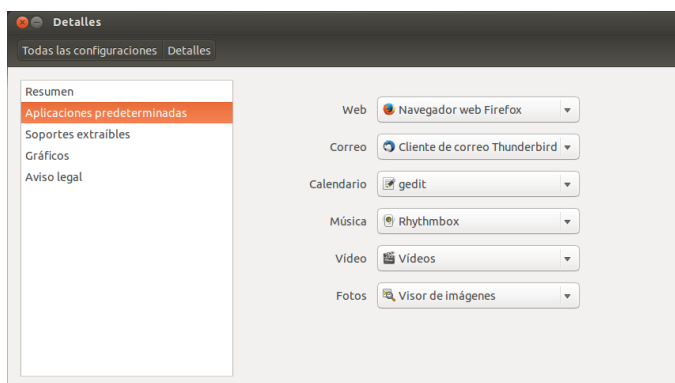 Detalles
Todas las configuraciones Detalles
Resumen
Aplicaciones predeterminadas
Soportes extraíbles
Gráficos
Aviso legal
Web Navegador web Firefox
Correo Cliente de correo Thunderbird
Calendario gedit
Música Rhythmbox
Vídeo Vídeos
Fotos Visor de imágenes